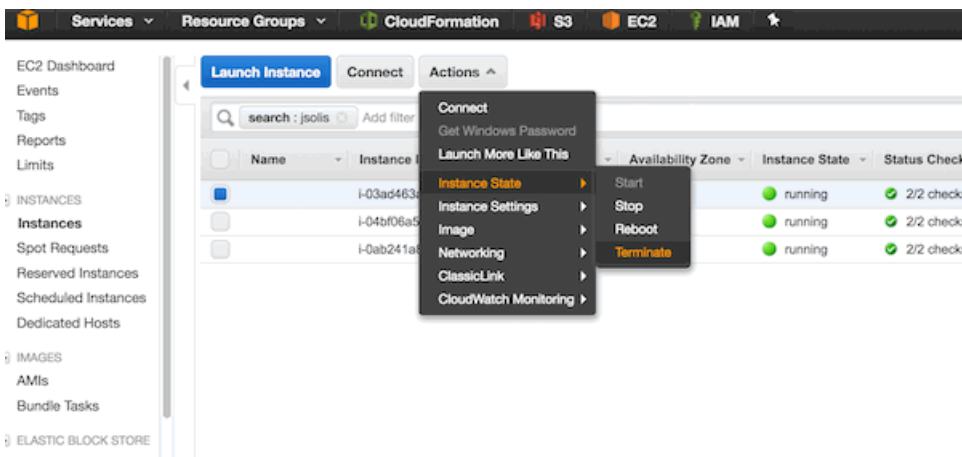 Services Resource Groups CloudFormation S3 EC2 IAM
EC2 Dashboard
Events
Tags
Reports
Limits
INSTANCES
Instances
Spot Requests
Reserved Instances
Scheduled Instances
Dedicated Hosts
IMAGES
AMIs
Bundle Tasks
ELASTIC BLOCK STORE
Launch Instance Connect Actions
search : jsolis Add filter
Name Instance I Availability Zone Instance State Status Check
i-03ad463a running 2/2 check
i-04bf06a5 running 2/2 check
i-0ab241a8 running 2/2 check
Connect
Get Windows Password
Launch More Like This
Instance State
Instance Settings
Image
Networking
ClassicLink
CloudWatch Monitoring
Start
Stop
Reboot
Terminate